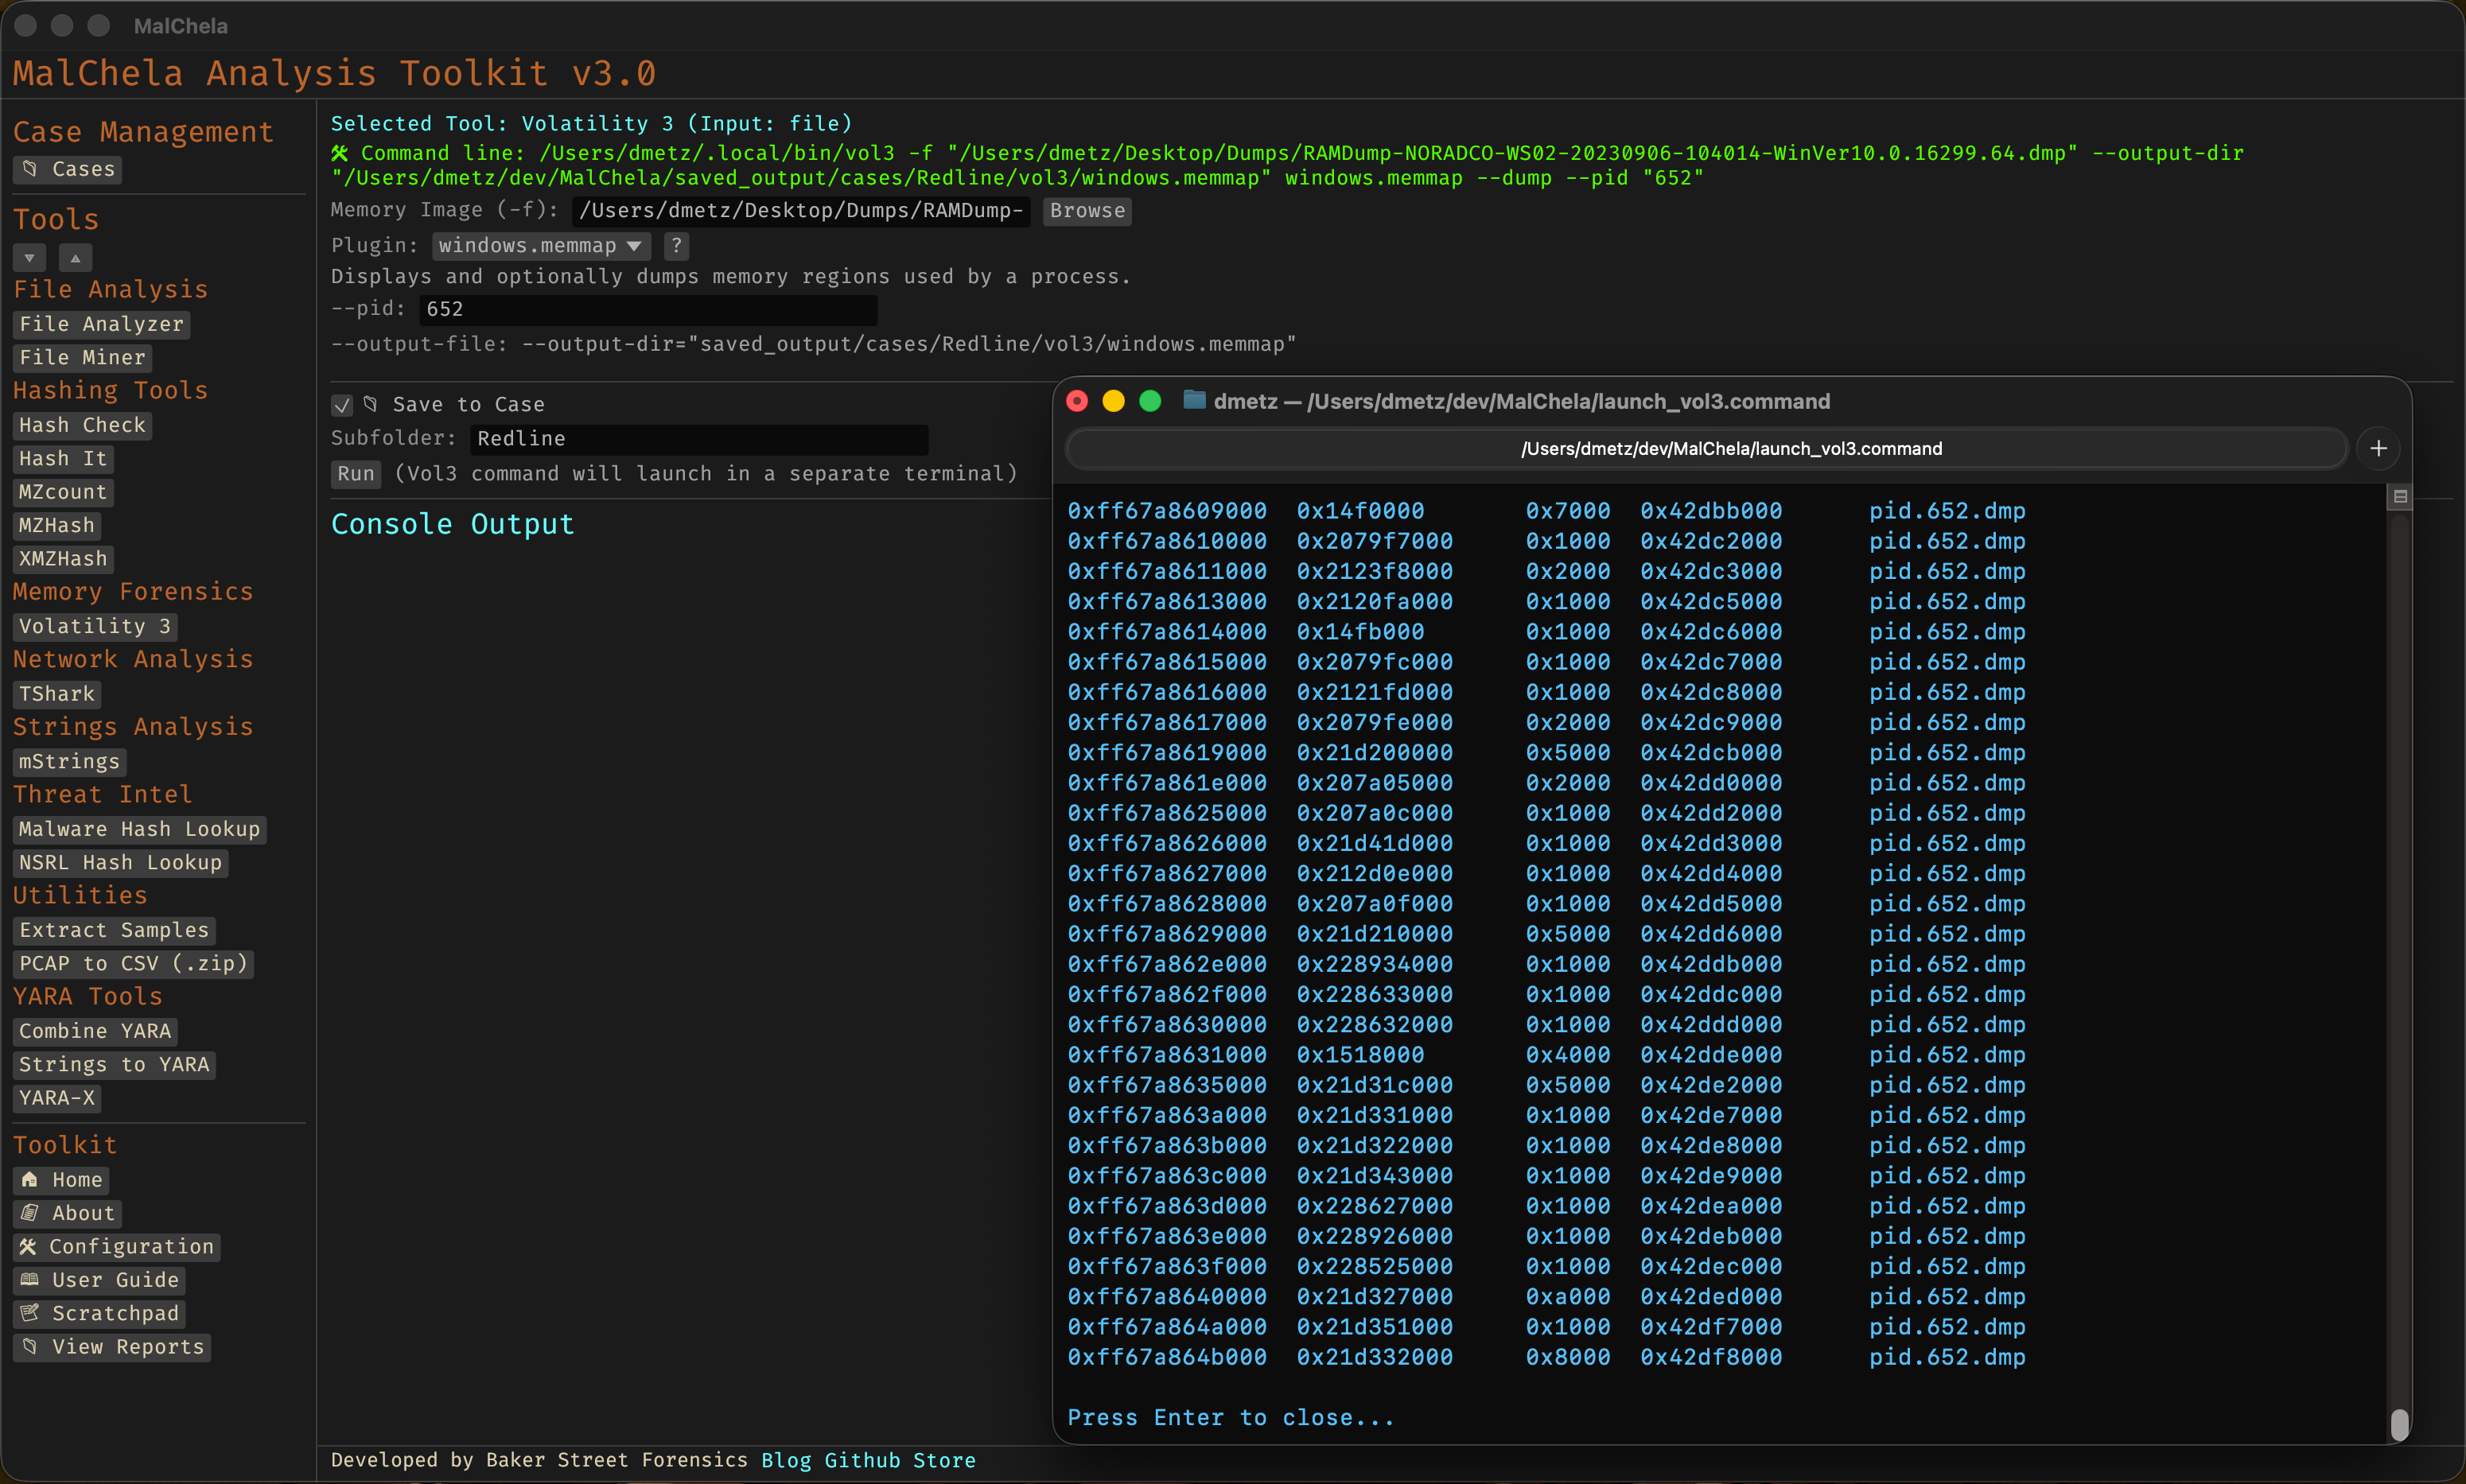 MalChela
MalChela Analysis Toolkit v3.0
Case Management
Cases
Tools
File Analysis
File Analyzer
File Miner
Hashing Tools
Hash Check
Hash It
MZcount
MZHash
XMZHash
Memory Forensics
Volatility 3
Network Analysis
TShark
Strings Analysis
mStrings
Threat Intel
Malware Hash Lookup
NSRL Hash Lookup
Utilities
Extract Samples
PCAP to CSV (.zip)
YARA Tools
Combine YARA
Strings to YARA
YARA-X
Toolkit
Home
About
Configuration
User Guide
Scratchpad
View Reports
Selected Tool: Volatility 3 (Input: file)
Command line: /Users/dmetz/.local/bin/vol3 -f "/Users/dmetz/Desktop/Dumps/RAMDump-NORADCO-WS02-20230906-104014-WinVer10.0.16299.64.dmp" --output-dir
"/Users/dmetz/dev/MalChela/saved_output/cases/Redline/vol3/windows.memmap" windows.memmap --dump --pid "652"
Memory Image (-f): /Users/dmetz/Desktop/Dumps/RAMDump- Browse
Plugin: windows.memmap ?
Displays and optionally dumps memory regions used by a process.
--pid: 652
--output-file: --output-dir="saved_output/cases/Redline/vol3/windows.memmap"
Save to Case
Subfolder: Redline
Run (Vol3 command will launch in a separate terminal)
Console Output
dmetz — /Users/dmetz/dev/MalChela/launch_vol3.command
/Users/dmetz/dev/MalChela/launch_vol3.command +
0xff67a8609000 0x14f0000 0x7000 0x42dbb000 pid.652.dmp
0xff67a8610000 0x2079f7000 0x1000 0x42dc2000 pid.652.dmp
0xff67a8611000 0x2123f8000 0x2000 0x42dc3000 pid.652.dmp
0xff67a8613000 0x2120fa000 0x1000 0x42dc5000 pid.652.dmp
0xff67a8614000 0x14fb000 0x1000 0x42dc6000 pid.652.dmp
0xff67a8615000 0x2079fc000 0x1000 0x42dc7000 pid.652.dmp
0xff67a8616000 0x2121fd000 0x1000 0x42dc8000 pid.652.dmp
0xff67a8617000 0x2079fe000 0x2000 0x42dc9000 pid.652.dmp
0xff67a8619000 0x21d200000 0x5000 0x42dcb000 pid.652.dmp
0xff67a861e000 0x207a05000 0x2000 0x42dd0000 pid.652.dmp
0xff67a8625000 0x207a0c000 0x1000 0x42dd2000 pid.652.dmp
0xff67a8626000 0x21d41d000 0x1000 0x42dd3000 pid.652.dmp
0xff67a8627000 0x212d0e000 0x1000 0x42dd4000 pid.652.dmp
0xff67a8628000 0x207a0f000 0x1000 0x42dd5000 pid.652.dmp
0xff67a8629000 0x21d210000 0x5000 0x42dd6000 pid.652.dmp
0xff67a862e000 0x228934000 0x1000 0x42ddb000 pid.652.dmp
0xff67a862f000 0x228633000 0x1000 0x42ddc000 pid.652.dmp
0xff67a8630000 0x228632000 0x1000 0x42ddd000 pid.652.dmp
0xff67a8631000 0x1518000 0x4000 0x42dde000 pid.652.dmp
0xff67a8635000 0x21d31c000 0x5000 0x42de2000 pid.652.dmp
0xff67a863a000 0x21d331000 0x1000 0x42de7000 pid.652.dmp
0xff67a863b000 0x21d322000 0x1000 0x42de8000 pid.652.dmp
0xff67a863c000 0x21d343000 0x1000 0x42de9000 pid.652.dmp
0xff67a863d000 0x228627000 0x1000 0x42dea000 pid.652.dmp
0xff67a863e000 0x228926000 0x1000 0x42deb000 pid.652.dmp
0xff67a863f000 0x228525000 0x1000 0x42dec000 pid.652.dmp
0xff67a8640000 0x21d327000 0xa000 0x42ded000 pid.652.dmp
0xff67a864a000 0x21d351000 0x1000 0x42df7000 pid.652.dmp
0xff67a864b000 0x21d332000 0x8000 0x42df8000 pid.652.dmp
Press Enter to close...
Developed by Baker Street Forensics Blog Github Store